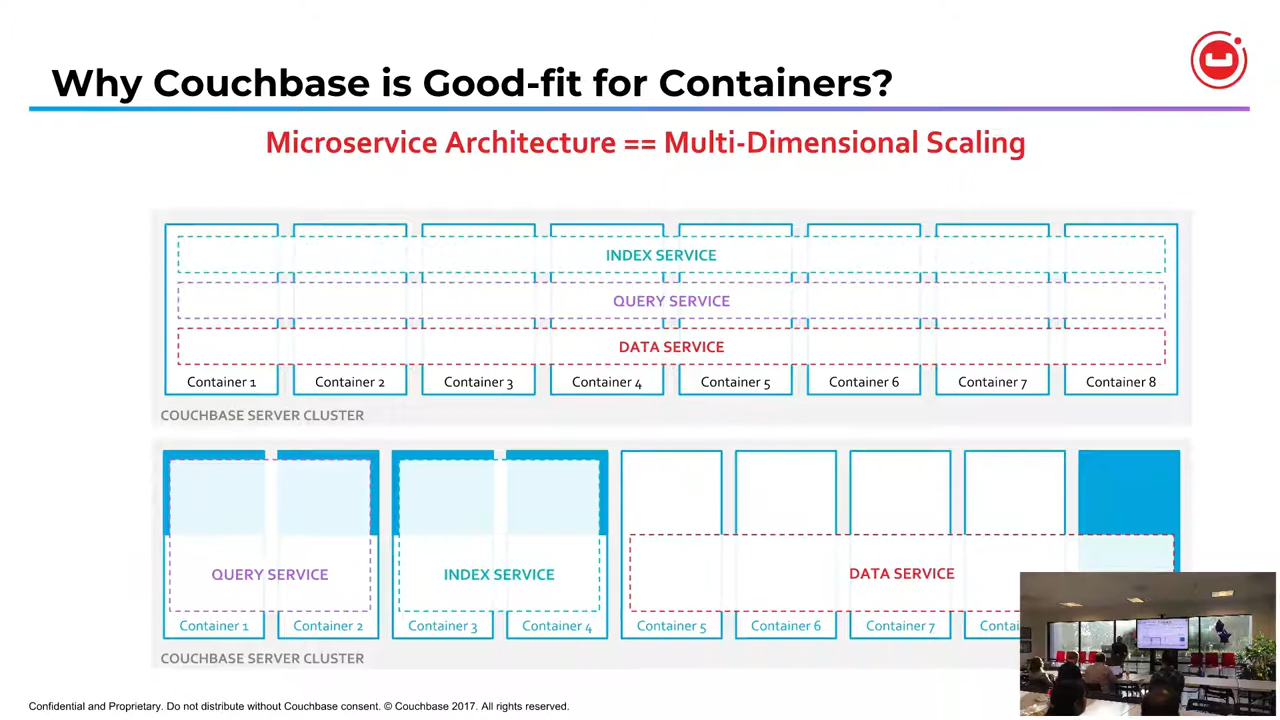 Why Couchbase is Good-fit for Containers?
Microservice Architecture == Multi-Dimensional Scaling
INDEX SERVICE
QUERY SERVICE
DATA SERVICE
Container 1 Container 2 Container 3 Container 4 Container 5 Container 6 Container 7 Container 8
COUCHBASE SERVER CLUSTER
QUERY SERVICE INDEX SERVICE DATA SERVICE
Container 1 Container 2 Container 3 Container 4 Container 5 Container 6 Container 7
COUCHBASE SERVER CLUSTER
Confidential and Proprietary. Do not distribute without Couchbase consent. © Couchbase 2017. All rights reserved.